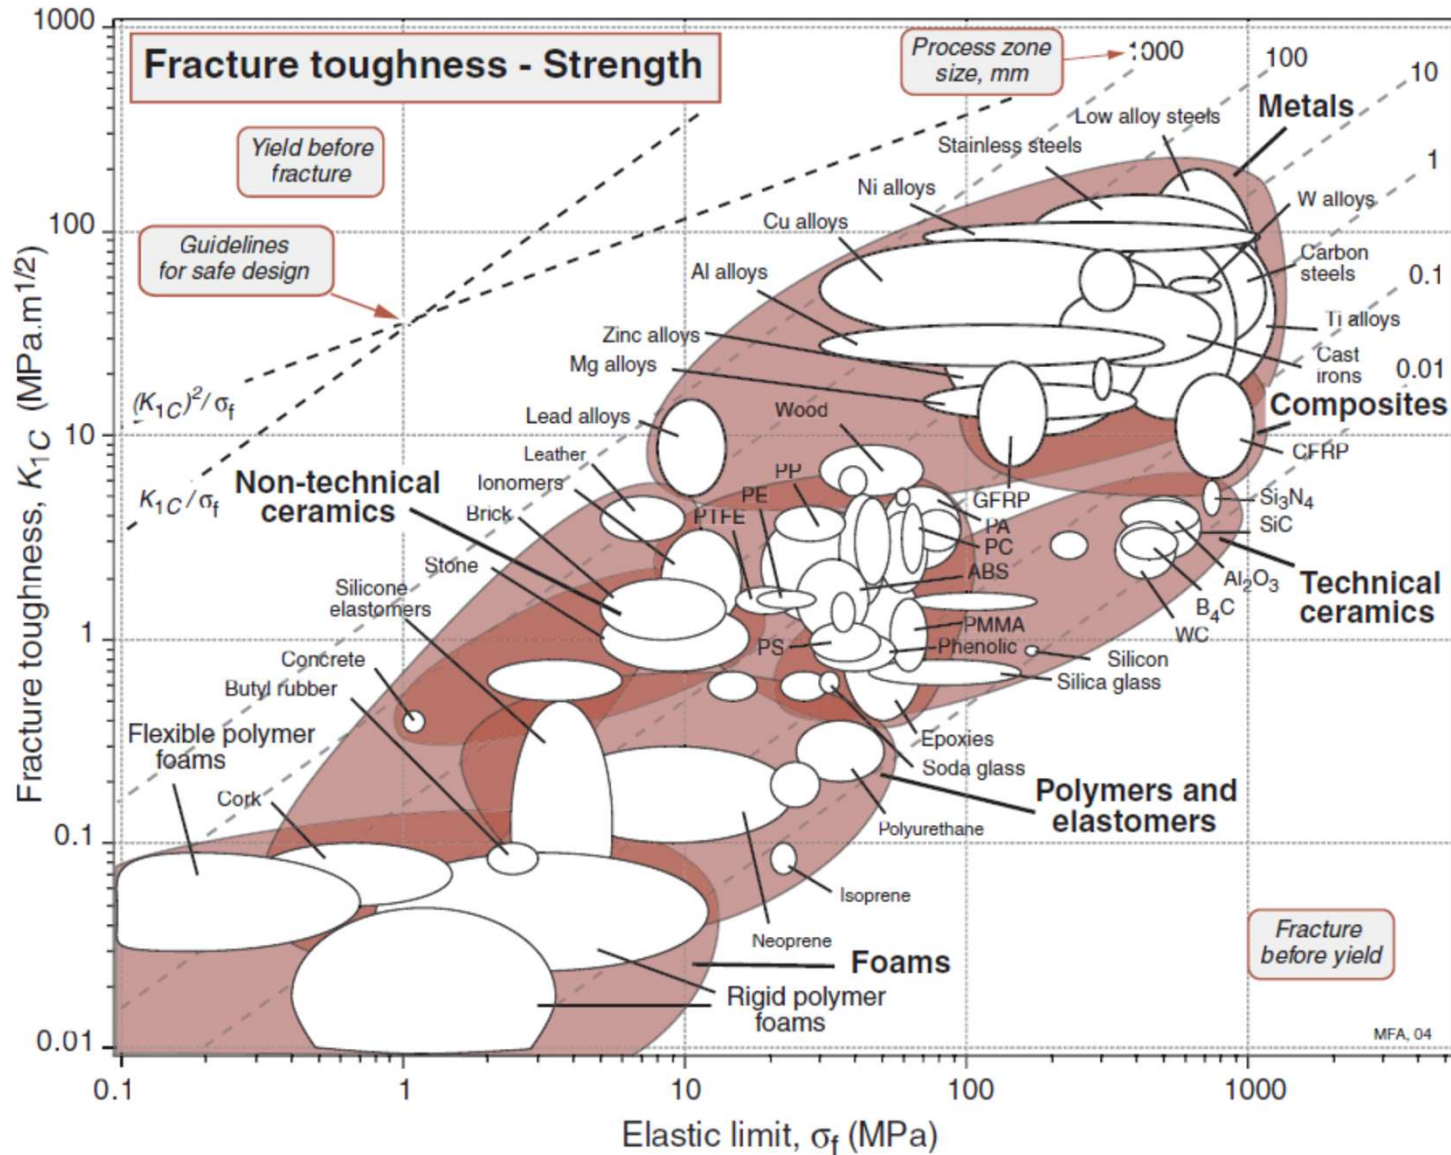 Fracture toughness - Strength
Process zone
size, mm
1000
100
10
1
0.1
0.01
Yield before
fracture
Guidelines
for safe design
(K1C)²/σf
K1C/σf
Metals
Low alloy steels
Stainless steels
Ni alloys
Cu alloys
Al alloys
Zinc alloys
Mg alloys
W alloys
Carbon
steels
Ti alloys
Cast
irons
Composites
CFRP
GFRP
Lead alloys
Wood
Leather
Ionomers
Non-technical
ceramics
Brick
Stone
PTFE
PE
PP
PA
PC
ABS
PMMA
Phenolic
PS
Si3N4
SiC
Al2O3
B4C
WC
Technical
ceramics
Silicon
Silica glass
Epoxies
Soda glass
Polymers and
elastomers
Polyurethane
Isoprene
Neoprene
Silicone
elastomers
Concrete
Butyl rubber
Flexible polymer
foams
Cork
Foams
Rigid polymer
foams
Fracture
before yield
MFA, 04
Fracture toughness, K1C (MPa.m1/2)
1000
100
10
1
0.1
0.01
0.1
1
10
100
1000
Elastic limit, σf (MPa)